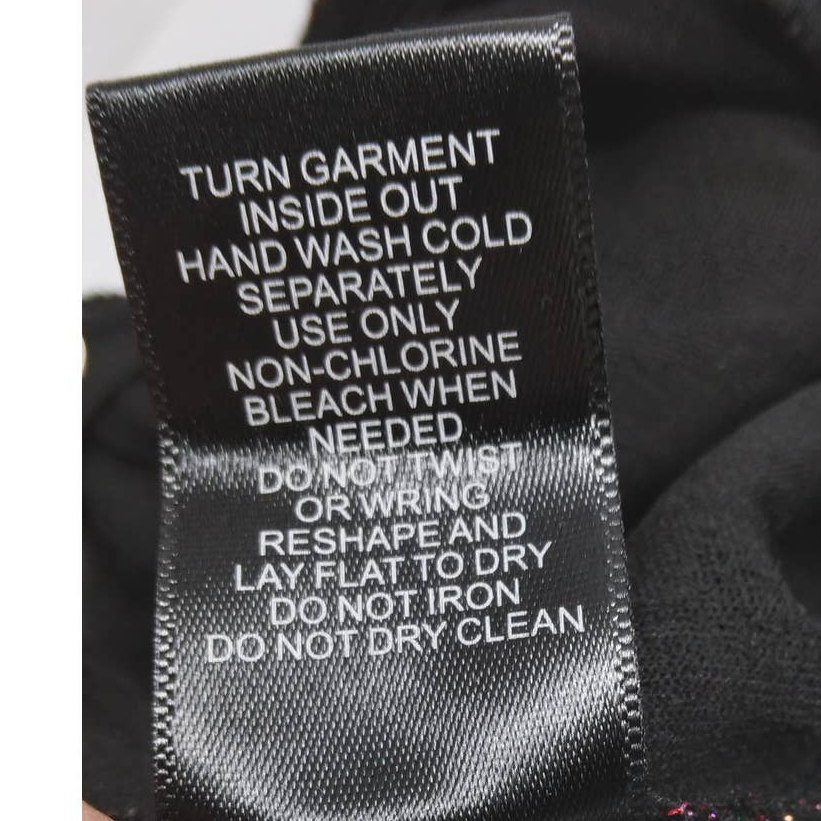 TURN GARMENT
INSIDE OUT
HAND WASH COLD
SEPARATELY
USE ONLY
NON-CHLORINE
BLEACH WHEN
NEEDED
DO NOT TWIST
OR WRING
RESHAPE AND
LAY FLAT TO DRY
DO NOT IRON
DO NOT DRY CLEAN